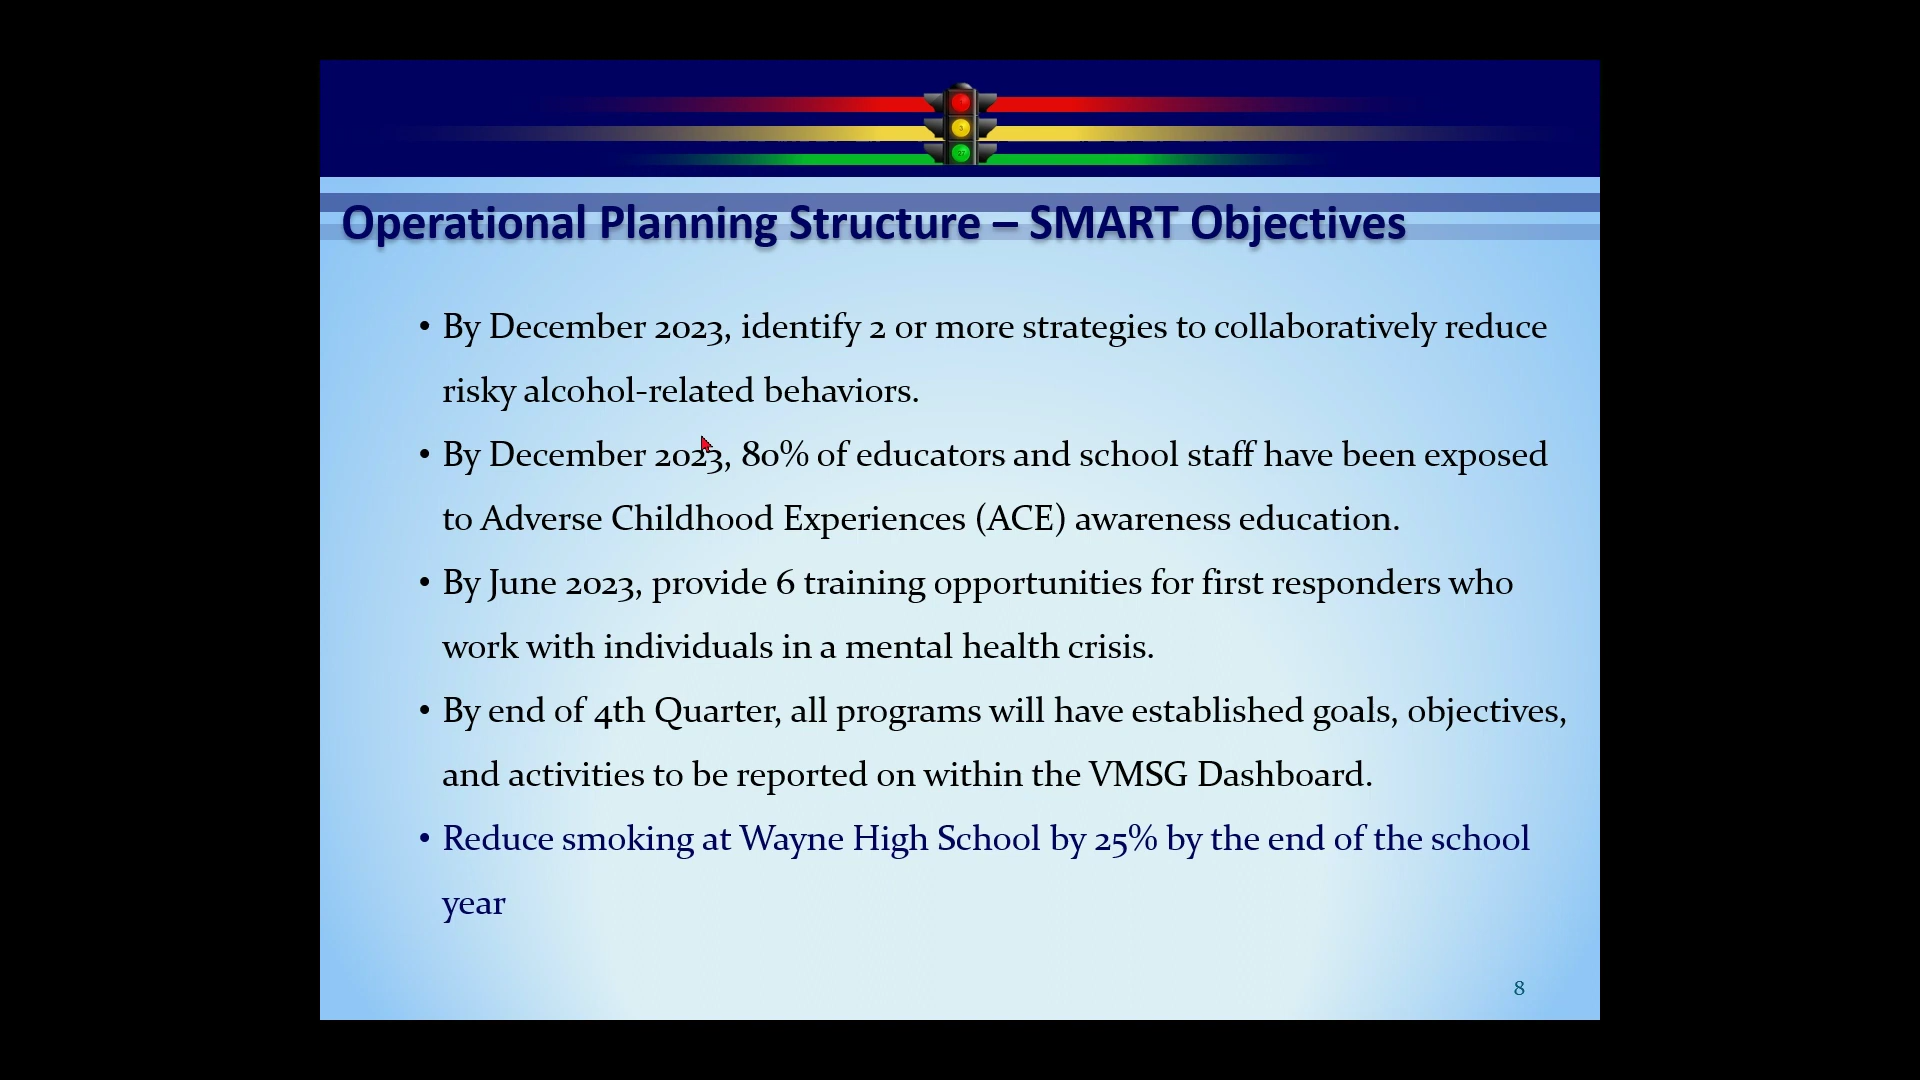 Operational Planning Structure – SMART Objectives
• By December 2023, identify 2 or more strategies to collaboratively reduce
risky alcohol-related behaviors.
• By December 2023, 80% of educators and school staff have been exposed
to Adverse Childhood Experiences (ACE) awareness education.
• By June 2023, provide 6 training opportunities for first responders who
work with individuals in a mental health crisis.
• By end of 4th Quarter, all programs will have established goals, objectives,
and activities to be reported on within the VMSG Dashboard.
• Reduce smoking at Wayne High School by 25% by the end of the school
year
8